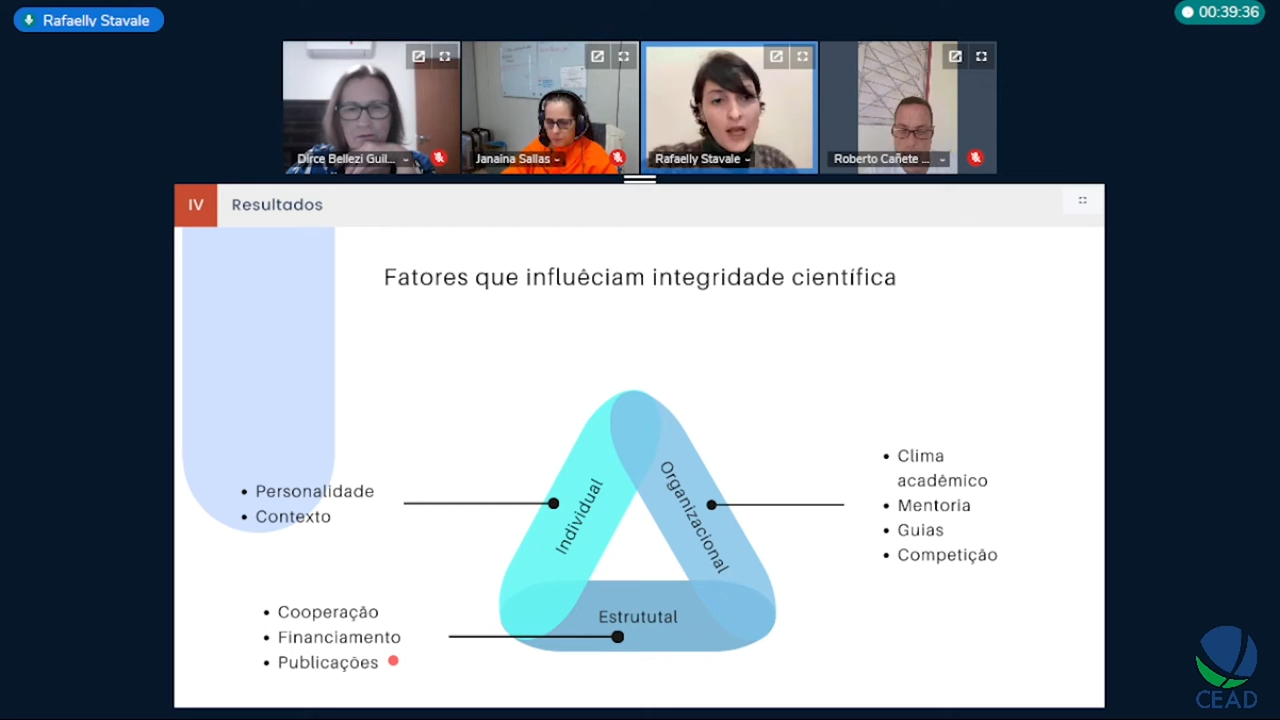 Rafaelly Stavale
00:39:36
Dirce Bellezi Guil...
Janaina Sallas
Rafaelly Stavale
Roberto Cañete ...
IV
Resultados
Fatores que influêciam integridade científica
Individual
Organizacional
Estrututal
• Personalidade
• Contexto
• Clima
acadêmico
• Mentoria
• Guias
• Competição
• Cooperação
• Financiamento
• Publicações
CEAD